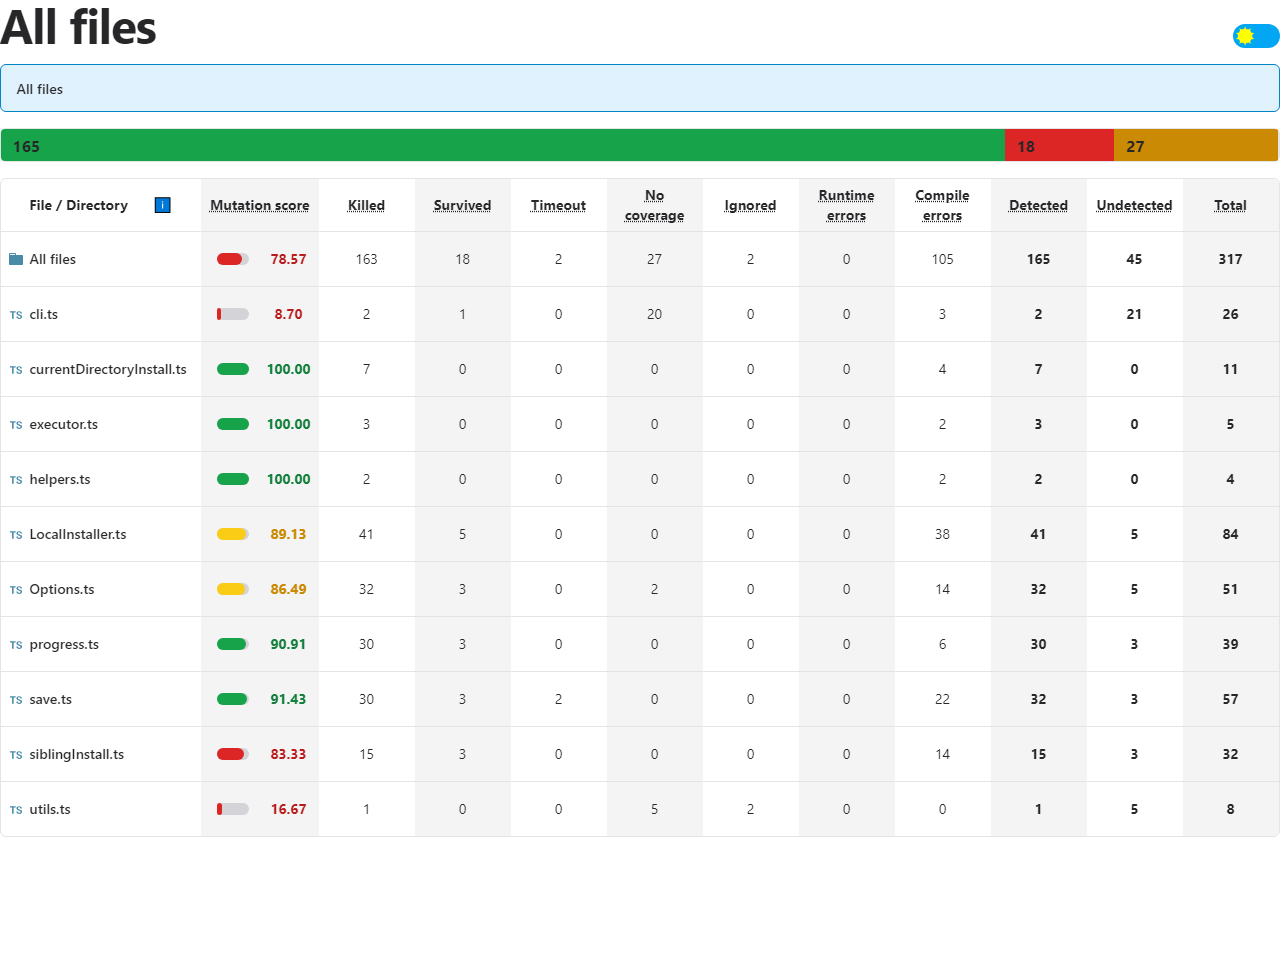 All files
All files
165 18 27
File / Directory i Mutation score Killed Survived Timeout No coverage Ignored Runtime errors Compile errors Detected Undetected Total
All files 78.57 163 18 2 27 2 0 105 165 45 317
TS cli.ts 8.70 2 1 0 20 0 0 3 2 21 26
TS currentDirectoryInstall.ts 100.00 7 0 0 0 0 0 4 7 0 11
TS executor.ts 100.00 3 0 0 0 0 0 2 3 0 5
TS helpers.ts 100.00 2 0 0 0 0 0 2 2 0 4
TS LocalInstaller.ts 89.13 41 5 0 0 0 0 38 41 5 84
TS Options.ts 86.49 32 3 0 2 0 0 14 32 5 51
TS progress.ts 90.91 30 3 0 0 0 0 6 30 3 39
TS save.ts 91.43 30 3 2 0 0 0 22 32 3 57
TS siblingInstall.ts 83.33 15 3 0 0 0 0 14 15 3 32
TS utils.ts 16.67 1 0 0 5 2 0 0 1 5 8